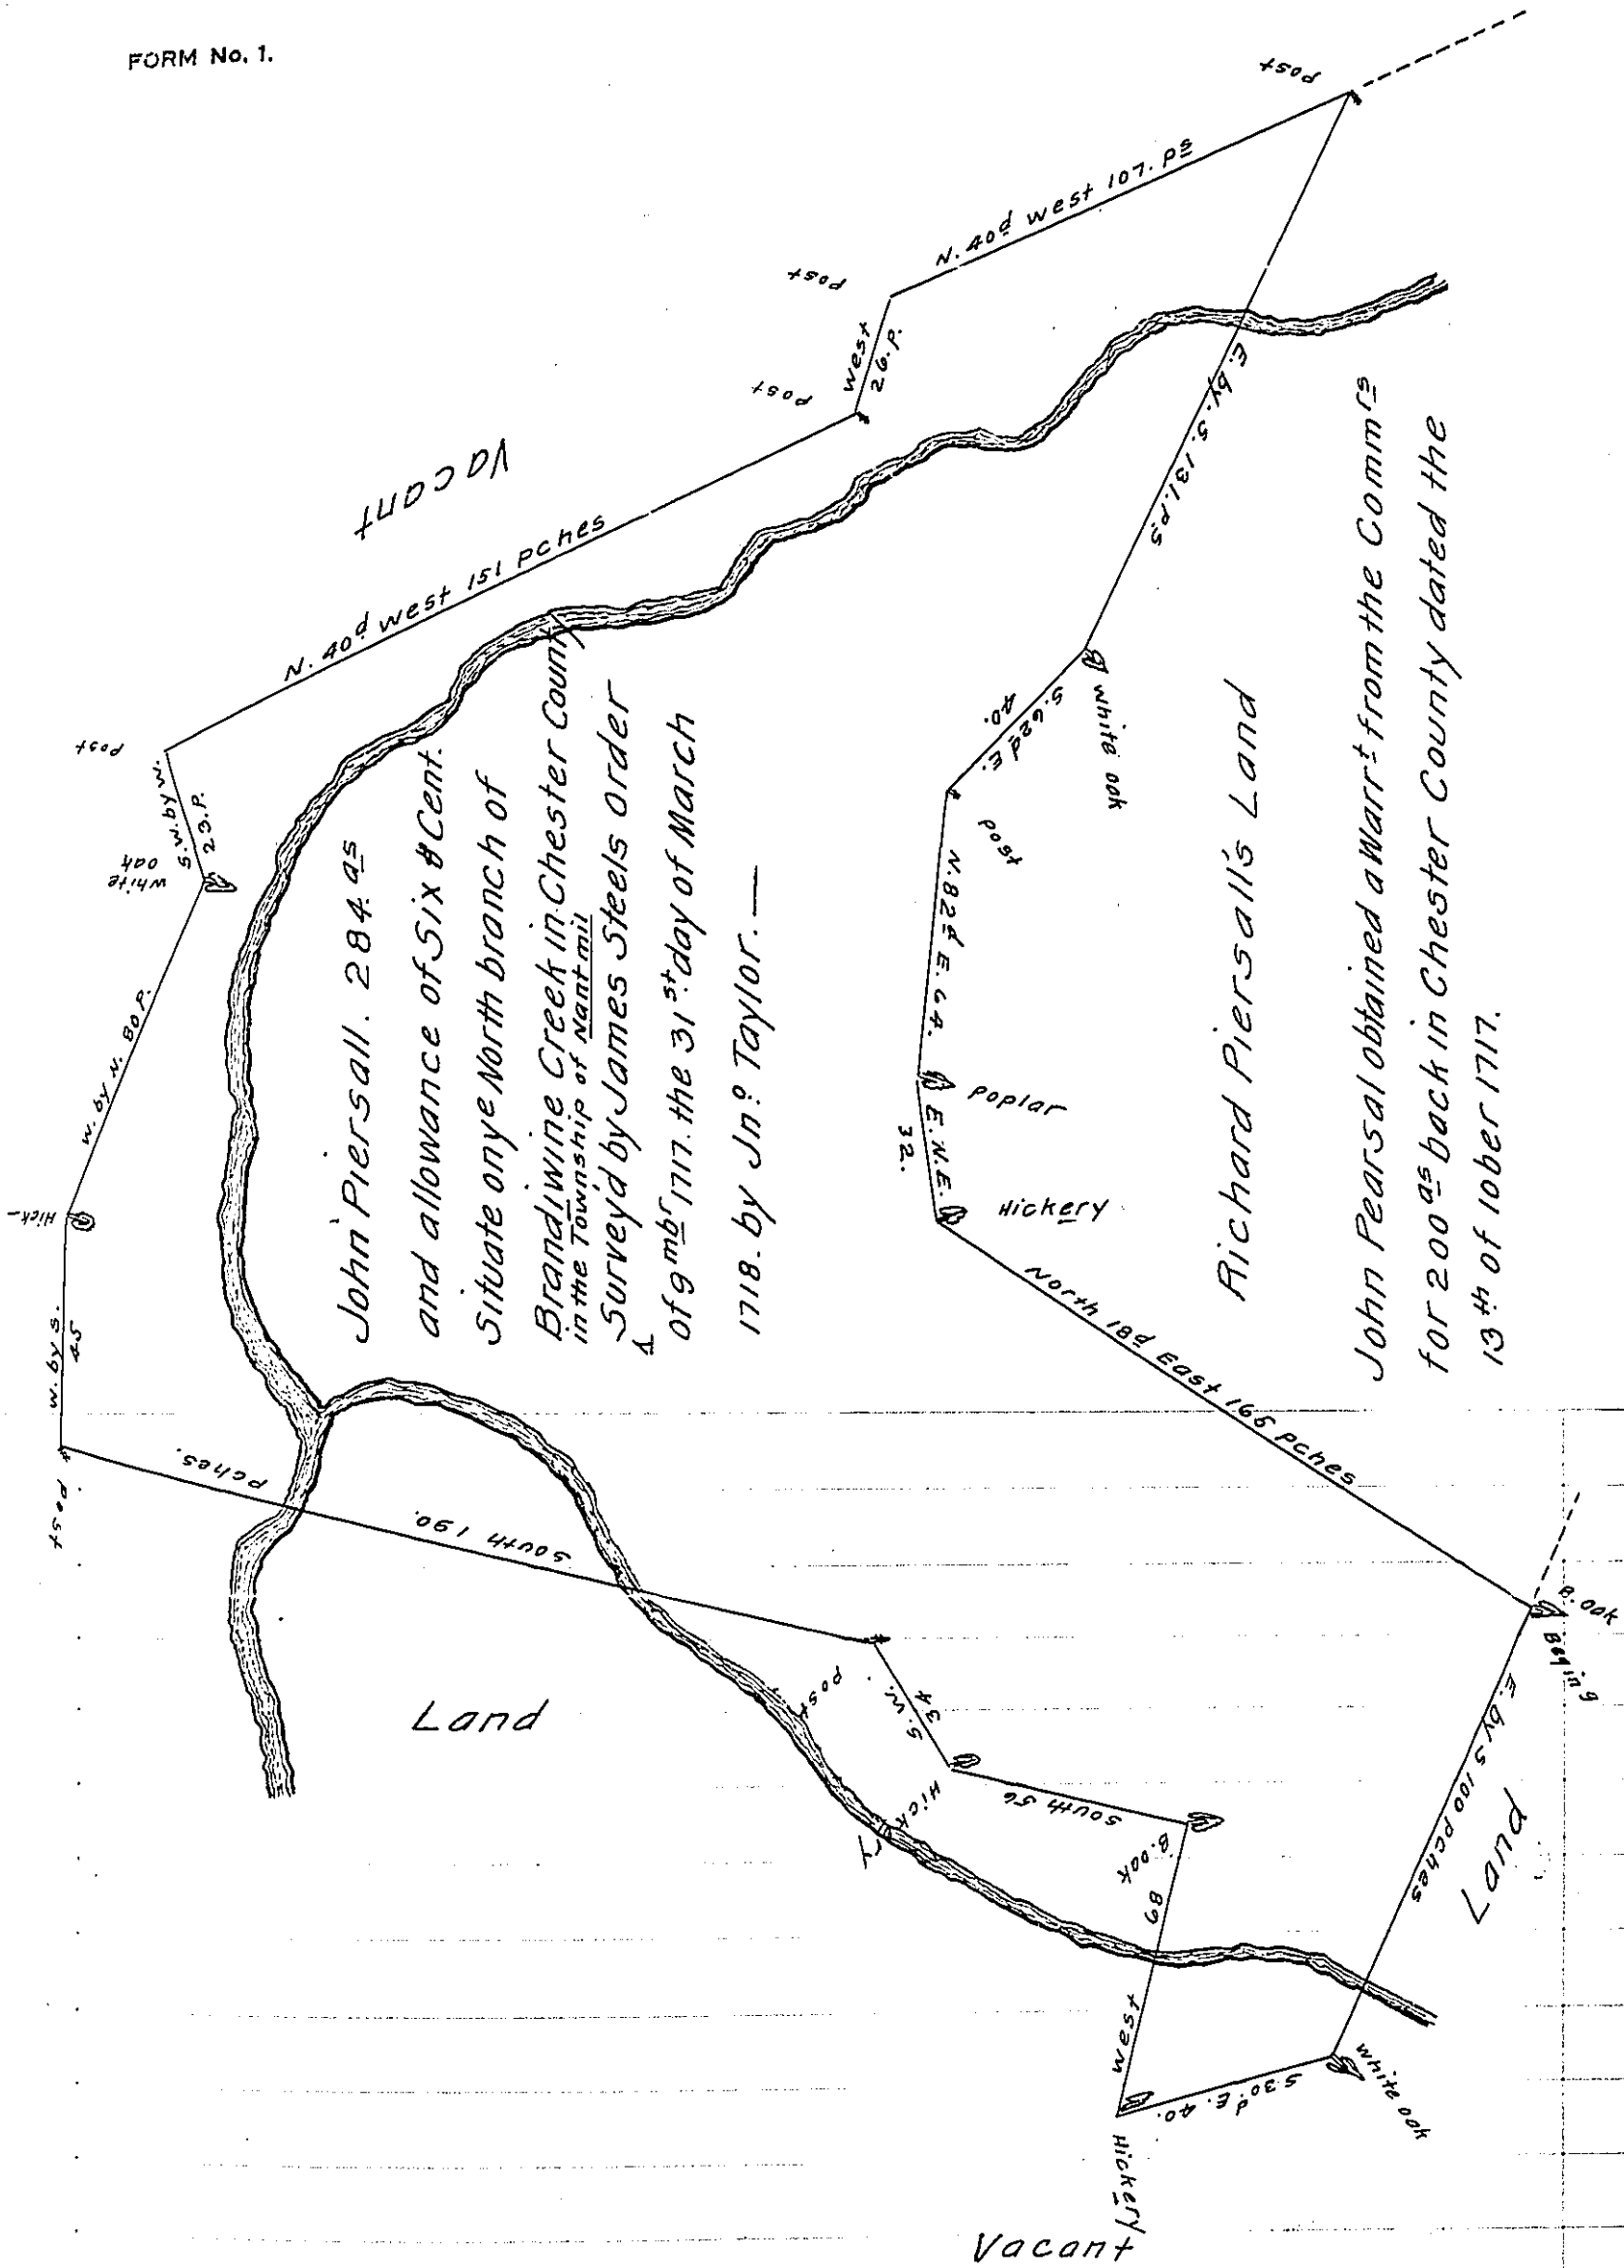 FORM No. 1.
Post
N. 40d west 107. Ps
Post
west
26. P.
Post
Vacant
N. 40d west 151 Pches
Post
S.W. by W.
23. P.
white
oak
W. by N. 80 P.
Hick-
W. by S.
45
Post
South 190.
Pches.
Post
S.W.
34
Hick
ry
South 56
B. oak
West
89
Hickery
S 30d E. 40.
white oak
E. by S 100 Pches
B. oak
Begining
North 18d East 166 Pches
Hickery
E.N.E.
32.
Poplar
N. 82d E. 64.
Post
S. 62d E.
40.
white oak
E. by. S. 131. Ps
John Piersall. 284. as
and allowance of Six ⅌ Cent.
Situate on ye North branch of
Brandiwine Creek in Chester County
in the Township of Nantmil
Survey'd by James Steels Order
of 9 mbr 1717. the 31st day of March
1718. by Jno Taylor. —
Richard Piersall's Land
John Pearsal obtained a Warrt from the Commrs
for 200 as back in Chester County dated the
13th of 10ber 1717.
Land
Land
Vacant